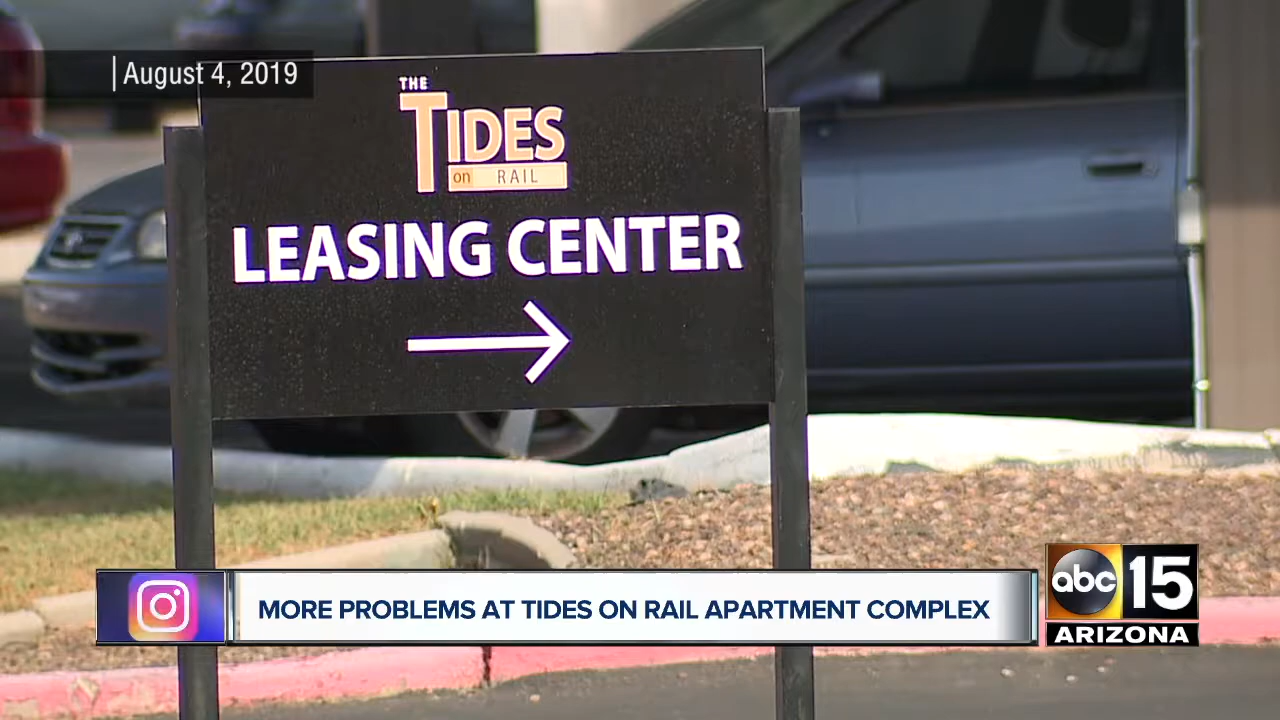 August 4, 2019
THE
TIDES
on RAIL
LEASING CENTER
MORE PROBLEMS AT TIDES ON RAIL APARTMENT COMPLEX
abc 15
ARIZONA